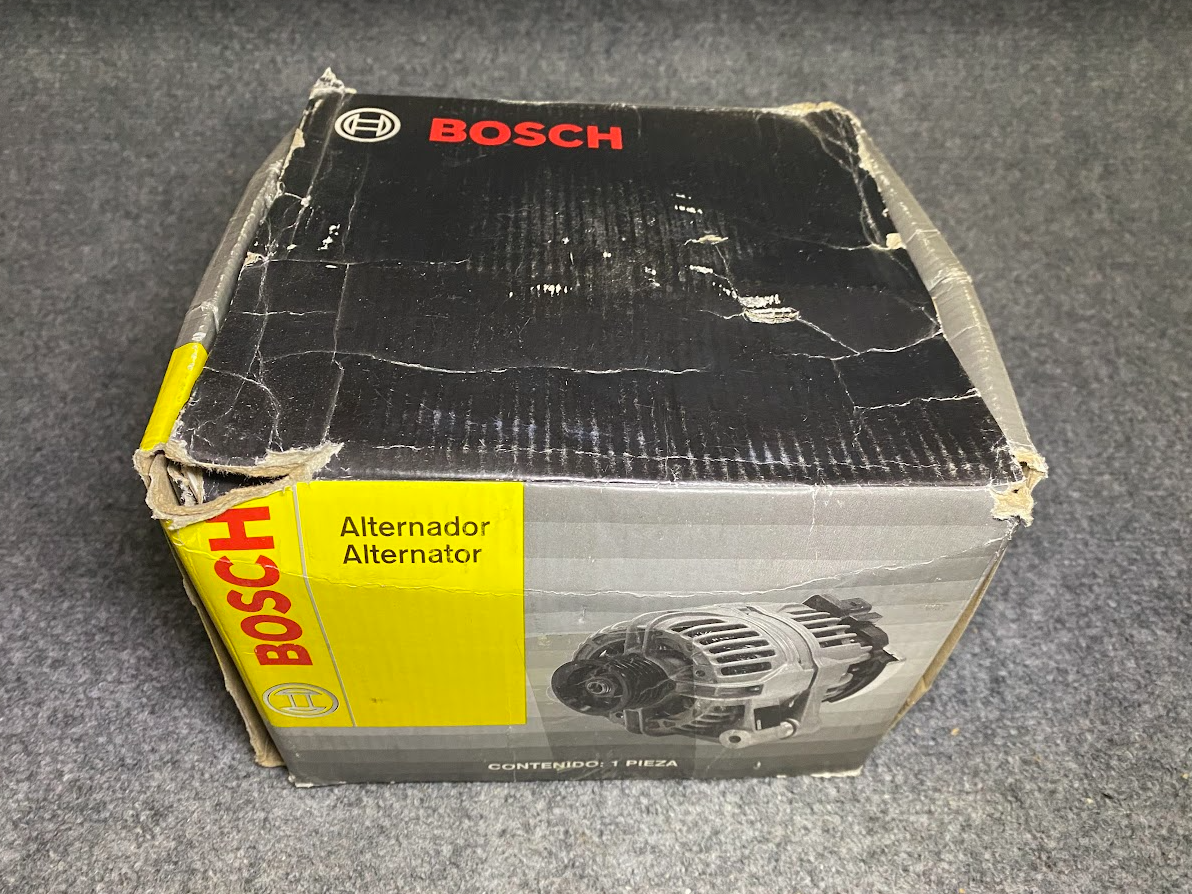 BOSCH
BOSCH
Alternador
Alternator
CONTENIDO: 1 PIEZA